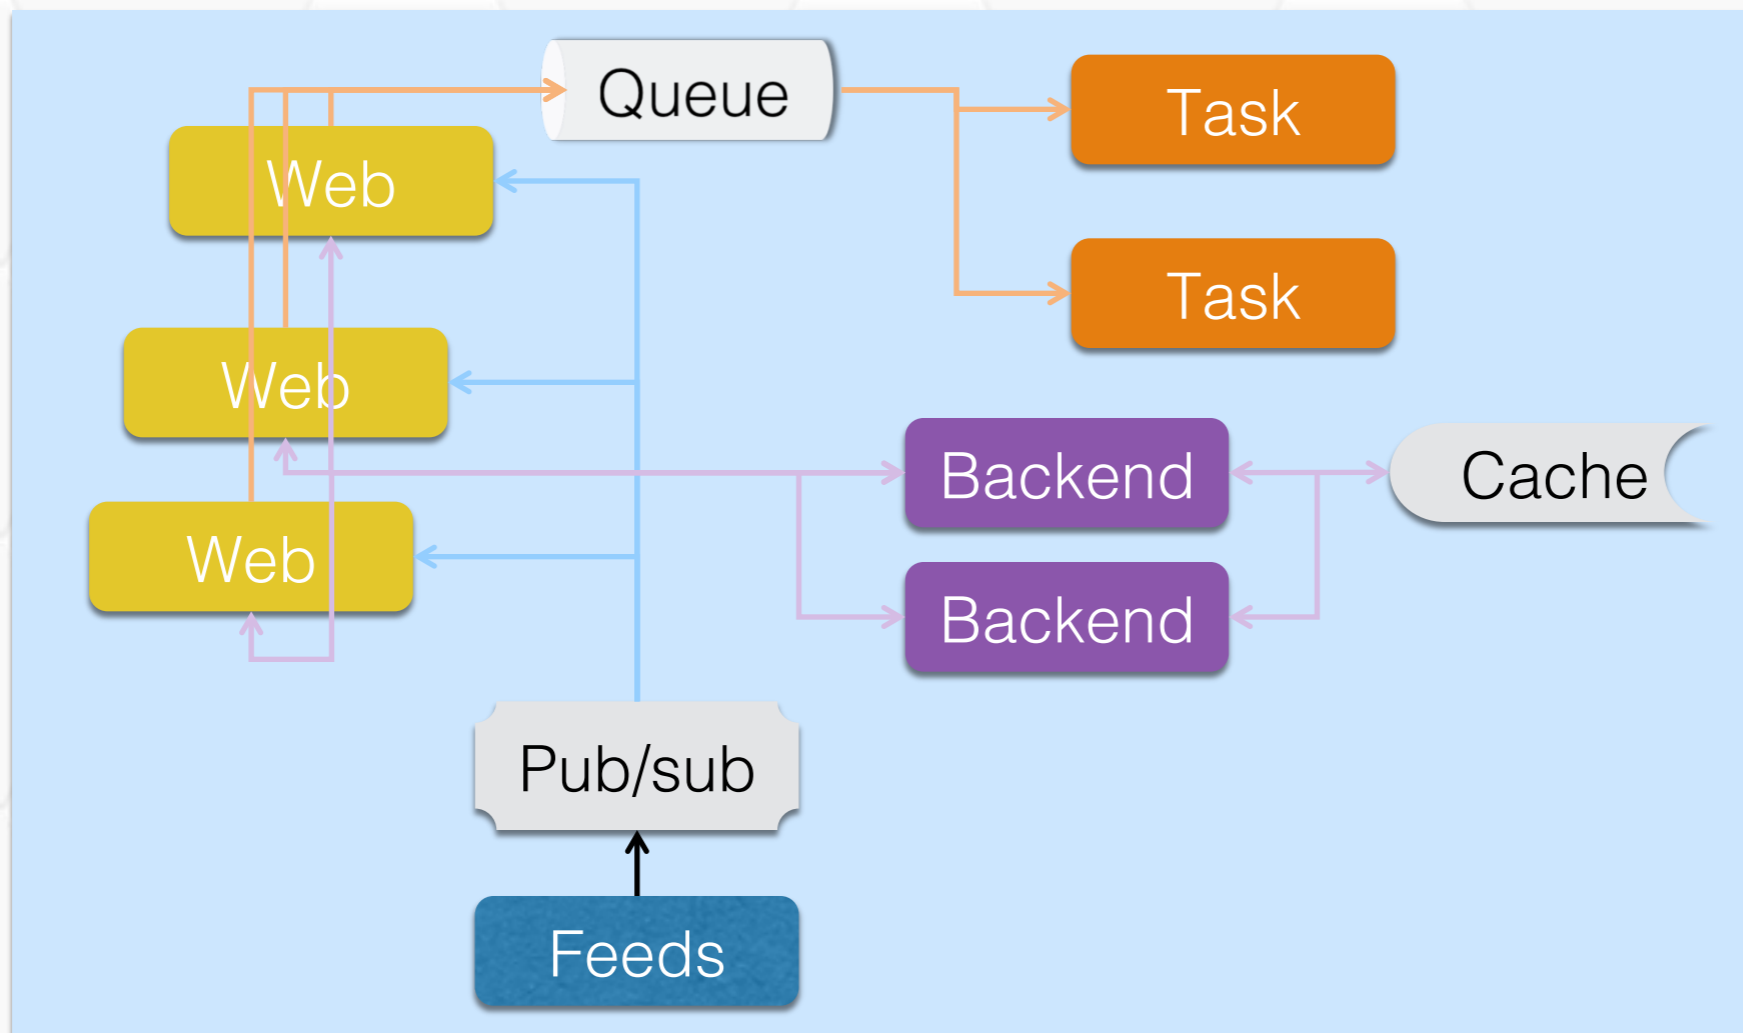 Queue
Task
Web
Task
Web
Backend
Cache
Web
Backend
Pub/sub
Feeds